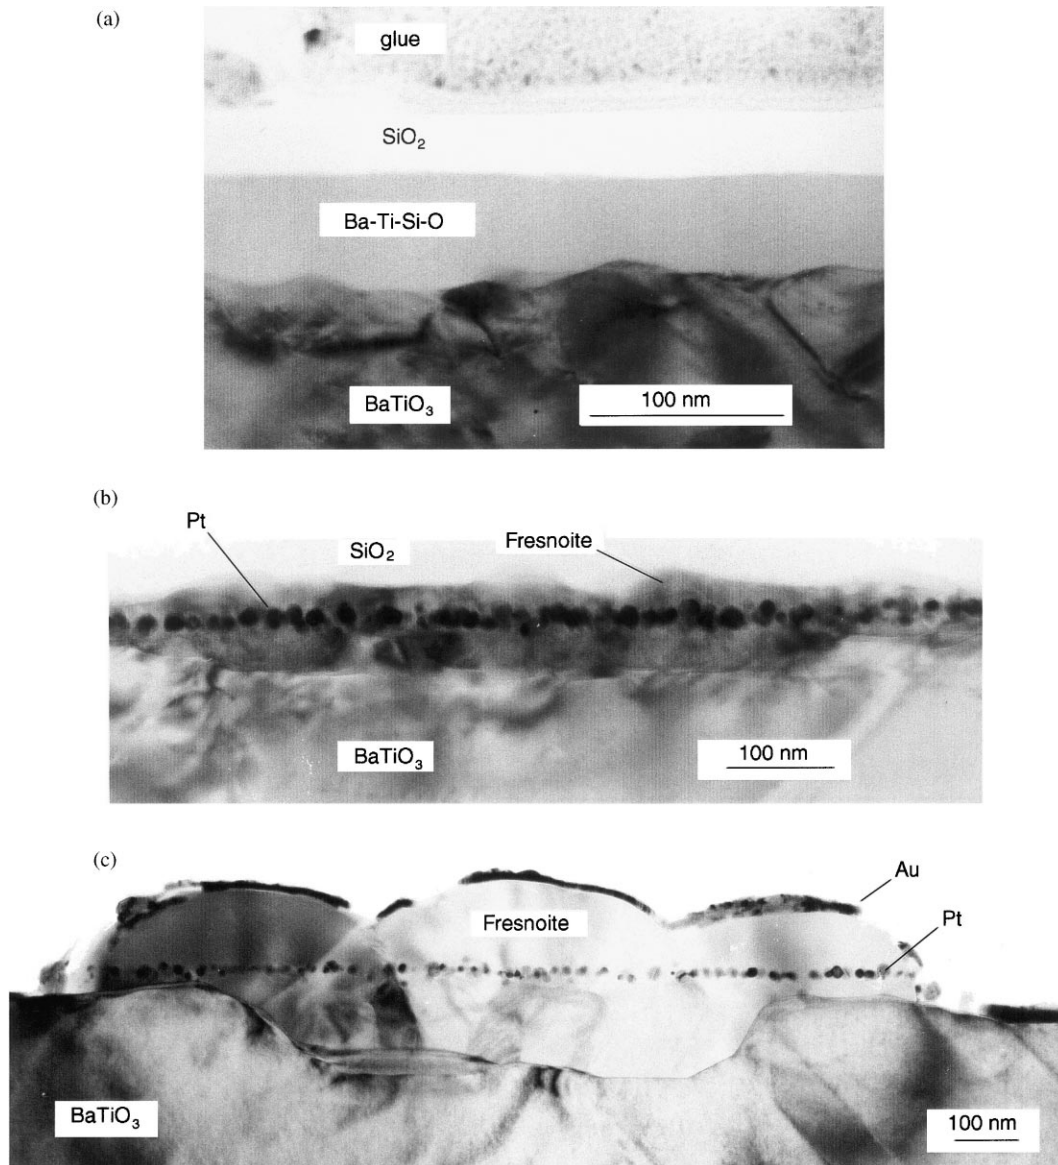 (a)
glue
SiO₂
Ba-Ti-Si-O
BaTiO₃
100 nm
(b)
Pt
SiO₂
Fresnoite
BaTiO₃
100 nm
(c)
Au
Fresnoite
Pt
BaTiO₃
100 nm